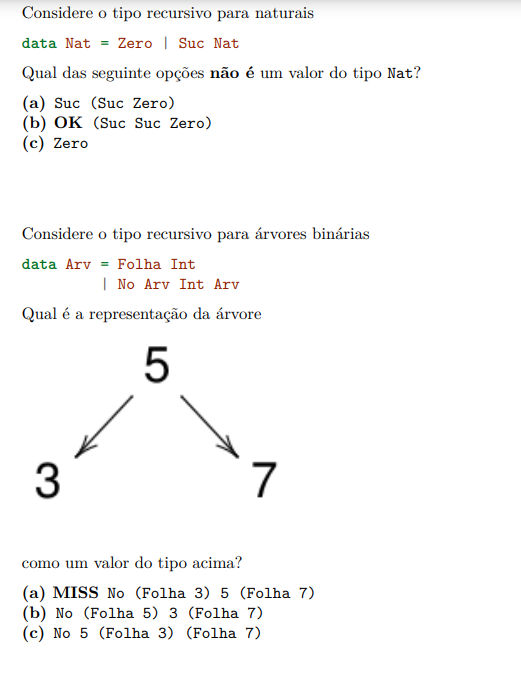 Considere o tipo recursivo para naturais
data Nat = Zero | Suc Nat
Qual das seguinte opções não é um valor do tipo Nat?
(a) Suc (Suc Zero)
(b) OK (Suc Suc Zero)
(c) Zero
Considere o tipo recursivo para árvores binárias
data Arv = Folha Int
| No Arv Int Arv
Qual é a representação da árvore
5
3 7
como um valor do tipo acima?
(a) MISS No (Folha 3) 5 (Folha 7)
(b) No (Folha 5) 3 (Folha 7)
(c) No 5 (Folha 3) (Folha 7)